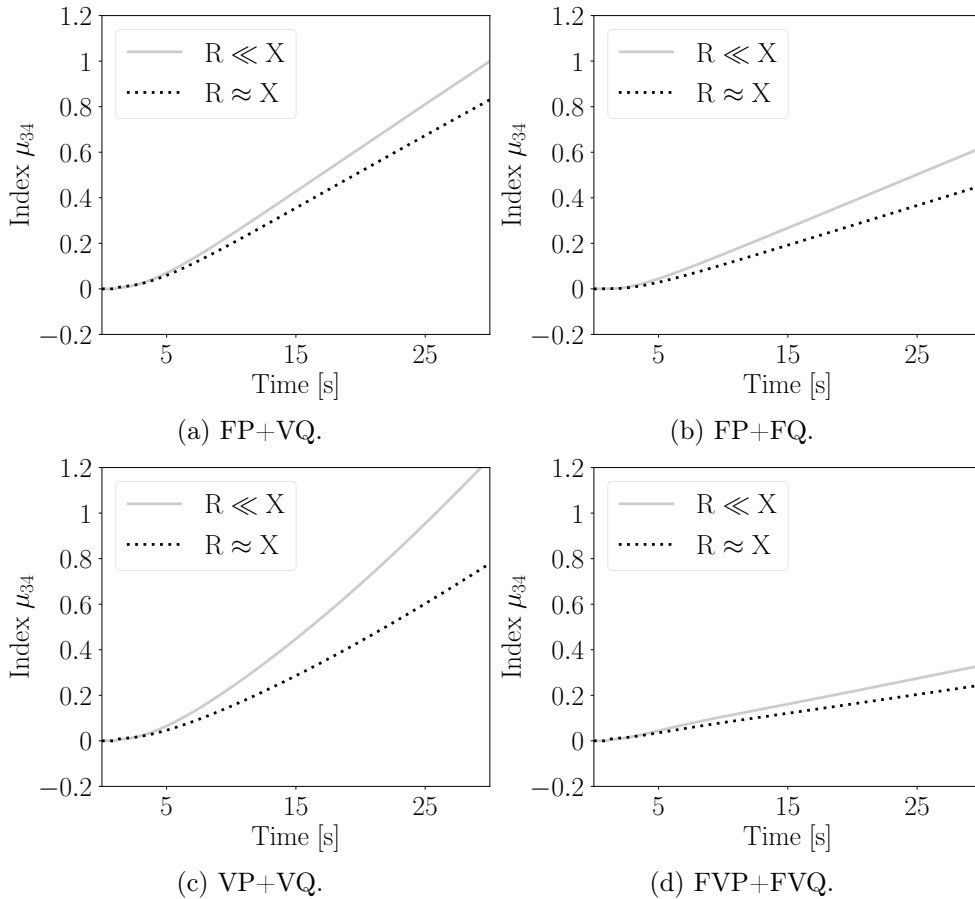 1.2
1
0.8
0.6
0.4
0.2
0
−0.2
Index μ34
R ≪ X
R ≈ X
5 15 25
Time [s]
(a) FP+VQ.
1.2
1
0.8
0.6
0.4
0.2
0
−0.2
Index μ34
R ≪ X
R ≈ X
5 15 25
Time [s]
(b) FP+FQ.
1.2
1
0.8
0.6
0.4
0.2
0
−0.2
Index μ34
R ≪ X
R ≈ X
5 15 25
Time [s]
(c) VP+VQ.
1.2
1
0.8
0.6
0.4
0.2
0
−0.2
Index μ34
R ≪ X
R ≈ X
5 15 25
Time [s]
(d) FVP+FVQ.